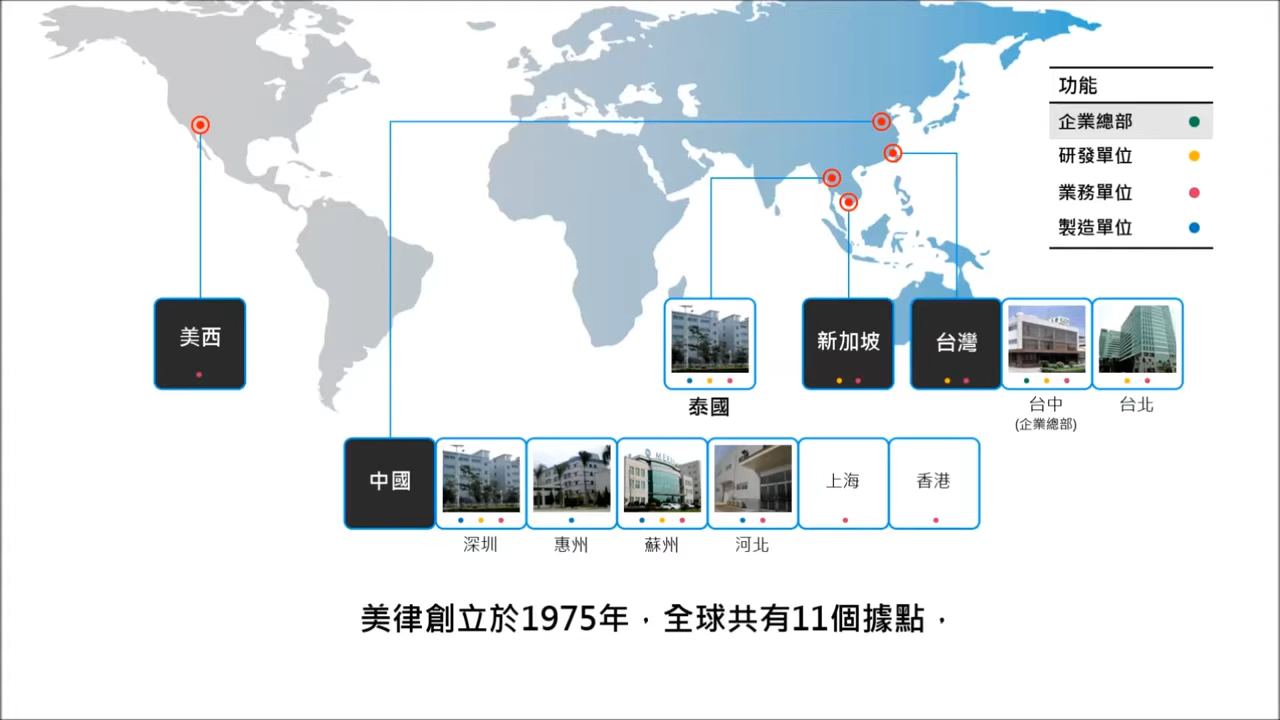 功能
企業總部
研發單位
業務單位
製造單位
美西
泰國
新加坡
台灣
台中
(企業總部)
台北
中國
深圳
惠州
蘇州
河北
上海
香港
美律創立於1975年，全球共有11個據點，